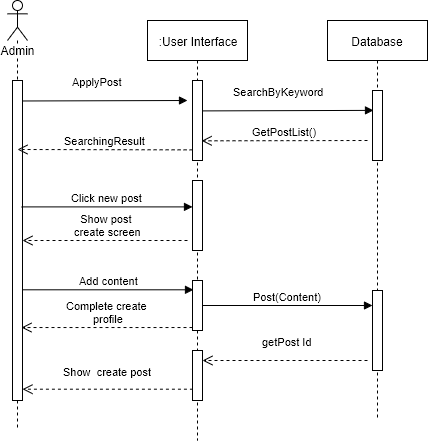 Admin
:User Interface
Database
ApplyPost
SearchByKeyword
GetPostList()
SearchingResult
Click new post
Show post
create screen
Add content
Post(Content)
Complete create
profile
getPost Id
Show create post